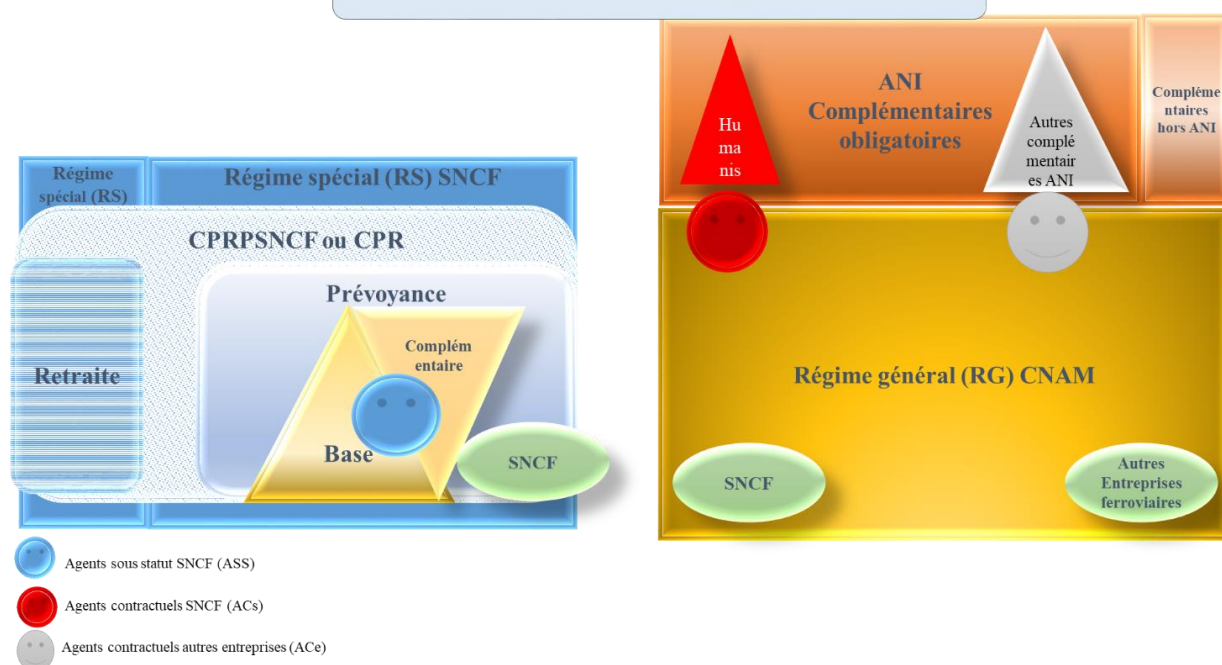 Régime
spécial (RS)
Régime spécial (RS) SNCF
CPRPSNCF ou CPR
Prévoyance
Retraite
Complém
entaire
Base
SNCF
ANI
Complémentaires
obligatoires
Hu
ma
nis
Autres
complé
mentair
es ANI
Compléme
ntaires
hors ANI
Régime général (RG) CNAM
SNCF
Autres
Entreprises
ferroviaires
Agents sous statut SNCF (ASS)
Agents contractuels SNCF (ACs)
Agents contractuels autres entreprises (ACe)